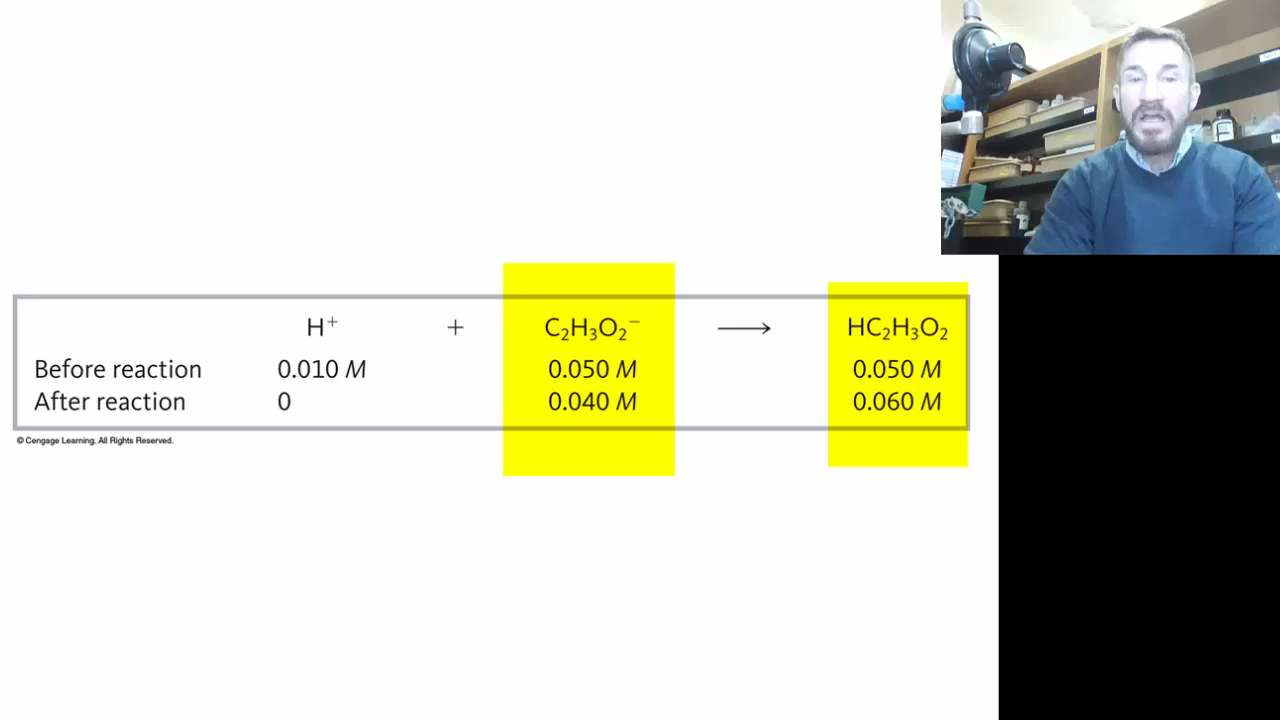 H⁺ + C₂H₃O₂⁻ ⟶ HC₂H₃O₂
Before reaction 0.010 M 0.050 M 0.050 M
After reaction 0 0.040 M 0.060 M
© Cengage Learning. All Rights Reserved.